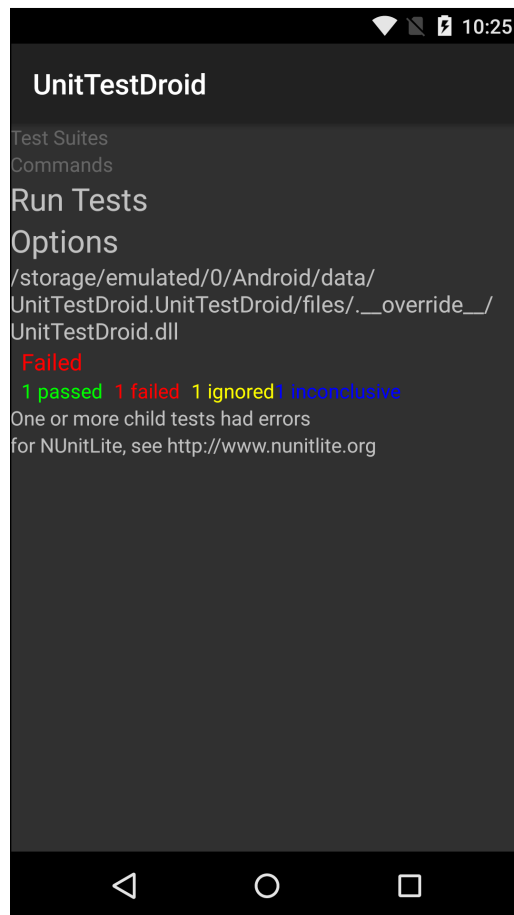 10:25
UnitTestDroid
Test Suites
Commands
Run Tests
Options
/storage/emulated/0/Android/data/
UnitTestDroid.UnitTestDroid/files/.__override__/
UnitTestDroid.dll
Failed
1 passed 1 failed 1 ignored1 inconclusive
One or more child tests had errors
for NUnitLite, see http://www.nunitlite.org